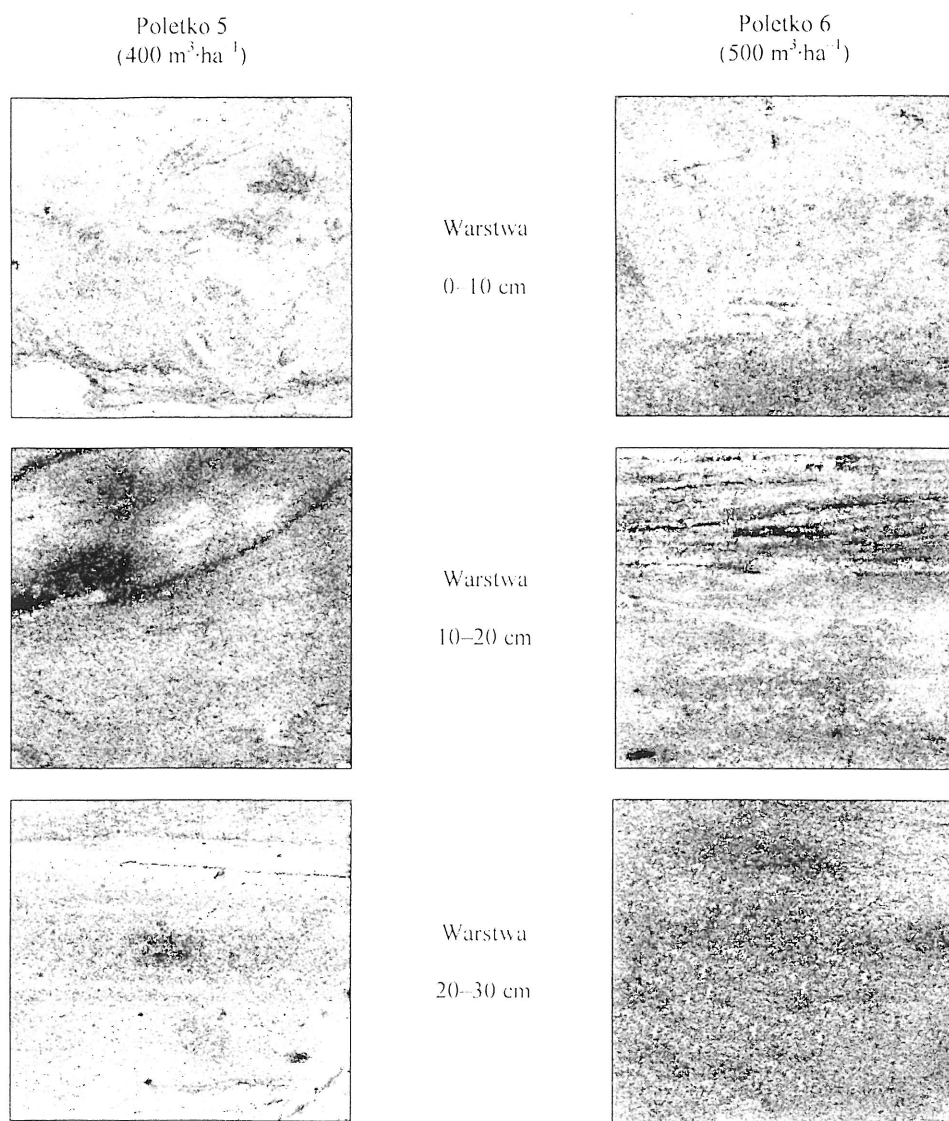 Poletko 5
(400 m³·ha⁻¹)
Poletko 6
(500 m³·ha⁻¹)
Warstwa
0–10 cm
Warstwa
10–20 cm
Warstwa
20–30 cm